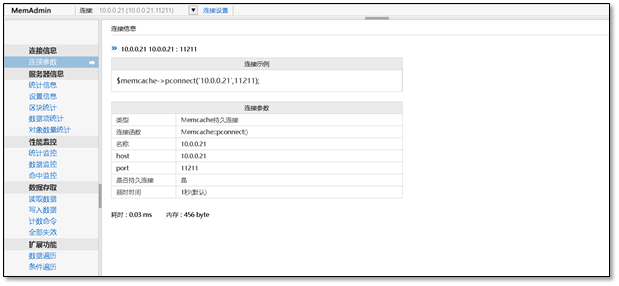 MemAdmin 连接: 10.0.0.21 (10.0.0.21:11211) 连接设置
连接信息
连接参数
服务器信息
统计信息
设置信息
区块统计
数据项统计
对象数量统计
性能监控
统计监控
数据监控
命中监控
数据存取
读取数据
写入数据
计数命令
全部失效
扩展功能
数据遍历
条件遍历
连接信息
» 10.0.0.21 10.0.0.21 : 11211
连接示例
$memcache->pconnect('10.0.0.21',11211);
连接参数
类型 Memcache持久连接
连接函数 Memcache::pconnect()
名称 10.0.0.21
host 10.0.0.21
port 11211
是否持久连接 是
超时时间 1秒(默认)
耗时 : 0.03 ms 内存 : 456 byte